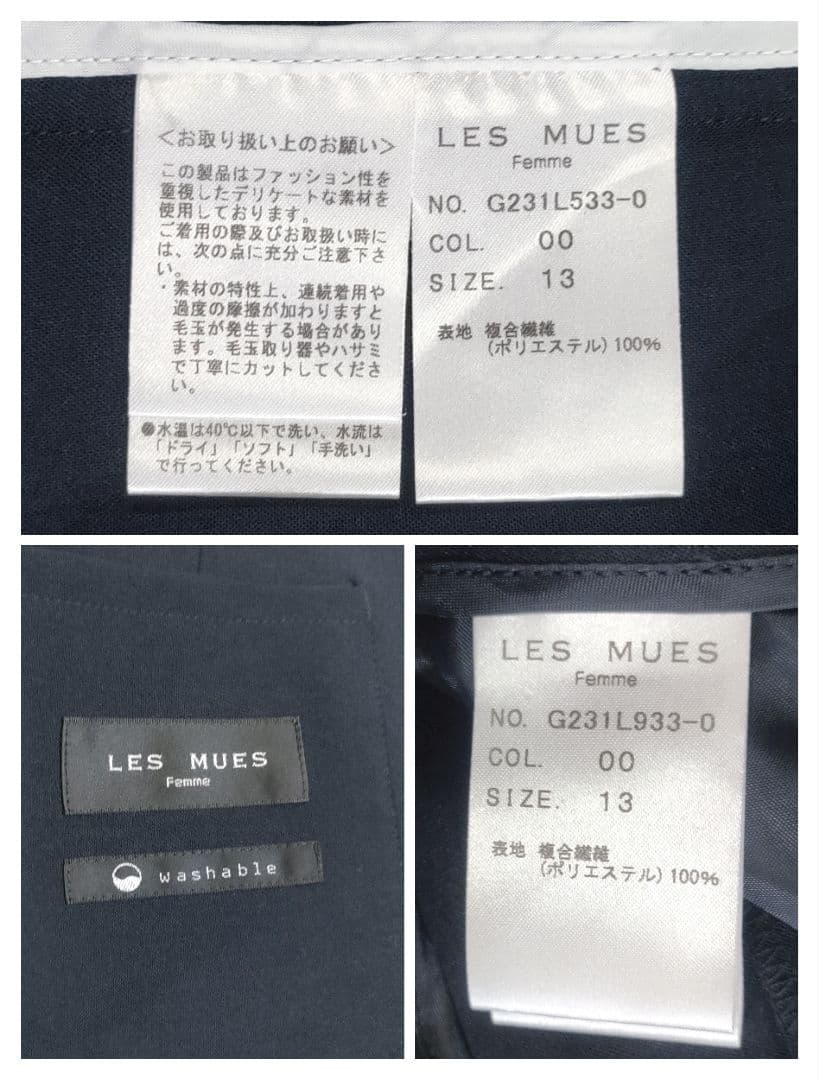 ＜お取り扱い上のお願い＞
この製品はファッション性を
重視したデリケートな素材を
使用しております。
ご着用の際及びお取扱い時に
は、次の点に充分ご注意下さ
い。
・素材の特性上、連続着用や
過度の摩擦が加わりますと
毛玉が発生する場合があり
ます。毛玉取り器やハサミ
で丁寧にカットしてくださ
い。
●水温は40℃以下で洗い、水流は
「ドライ」「ソフト」「手洗い」
で行ってください。
LES MUES
Femme
NO. G231L533-0
COL. 00
SIZE. 13
表地 複合繊維
(ポリエステル) 100%
LES MUES
Femme
washable
LES MUES
Femme
NO. G231L933-0
COL. 00
SIZE. 13
表地 複合繊維
(ポリエステル) 100%